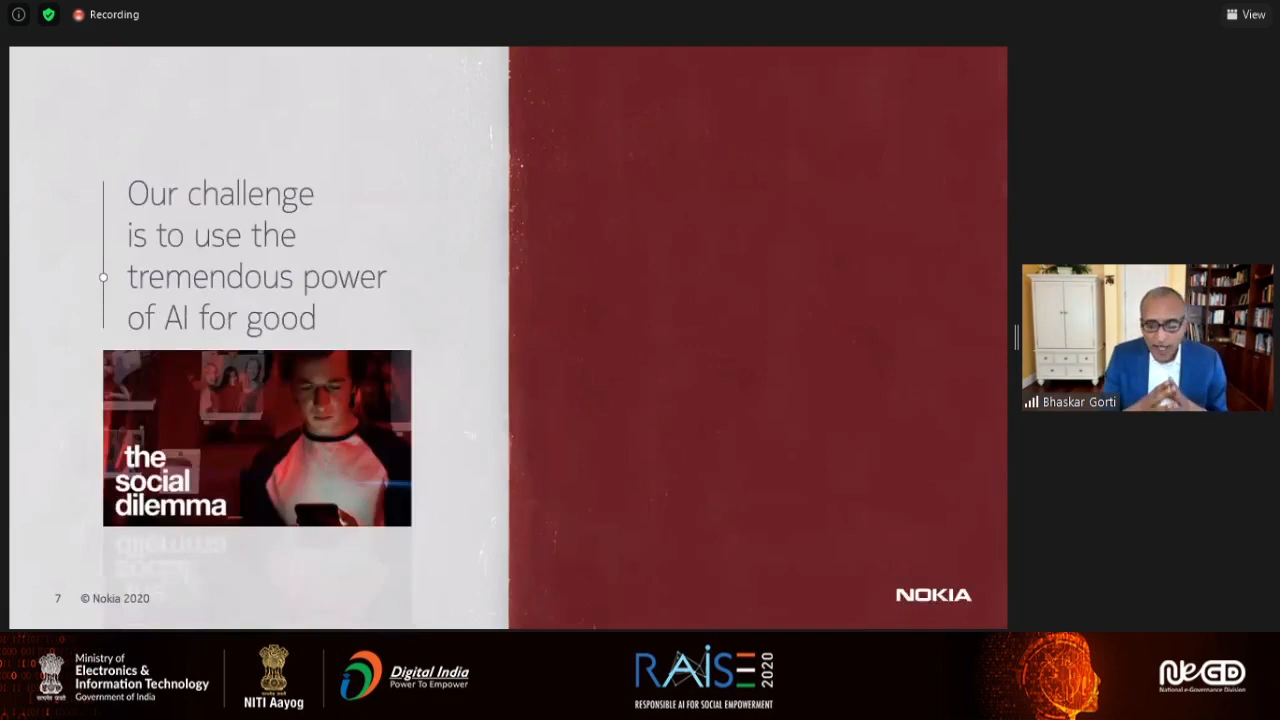 Recording
View
Our challenge
is to use the
tremendous power
of AI for good
/the
social
dilemma_
7 © Nokia 2020
NOKIA
Bhaskar Gorti
Ministry of
Electronics &
Information Technology
Government of India
NITI Aayog
Digital India
Power To Empower
RAISE 2020
RESPONSIBLE AI FOR SOCIAL EMPOWERMENT
NeGD
National e-Governance Division